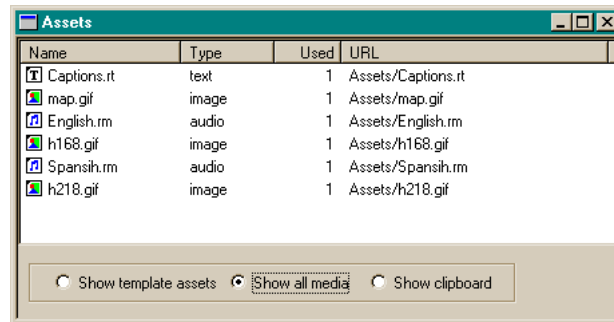 Assets
Name Type Used URL
Captions.rt text 1 Assets/Captions.rt
map.gif image 1 Assets/map.gif
English.rm audio 1 Assets/English.rm
h168.gif image 1 Assets/h168.gif
Spansih.rm audio 1 Assets/Spansih.rm
h218.gif image 1 Assets/h218.gif
Show template assets Show all media Show clipboard